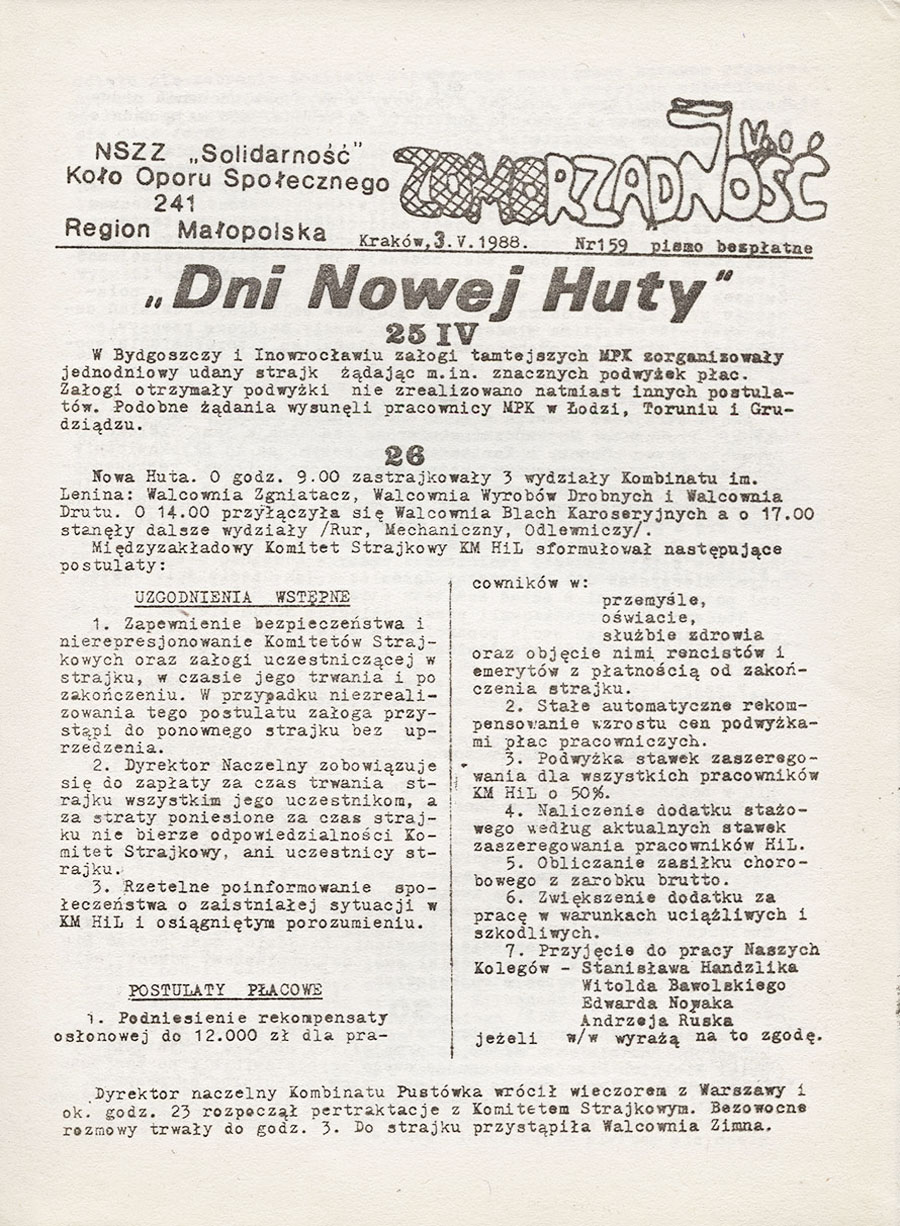 NSZZ „Solidarność"
Koło Oporu Społecznego
241
Region Małopolska
ZOMORZĄDNOŚĆ
Kraków, 3.V.1988. Nr159 pismo bezpłatne
„Dni Nowej Huty"
25 IV
W Bydgoszczy i Inowrocławiu załogi tamtejszych MPK zorganizowały
jednodniowy udany strajk żądając m.in. znacznych podwyżek płac.
Załogi otrzymały podwyżki nie zrealizowano natmiast innych postula-
tów. Podobne żądania wysunęli pracownicy MPK w Łodzi, Toruniu i Gru-
dziądzu.
26
Nowa Huta. O godz. 9.00 zastrajkowały 3 wydziały Kombinatu im.
Lenina: Walcownia Zgniatacz, Walcownia Wyrobów Drobnych i Walcownia
Drutu. O 14.00 przyłączyła się Walcownia Blach Karoseryjnych a o 17.00
stanęły dalsze wydziały /Rur, Mechaniczny, Odlewniczy/.
Międzyzakładowy Komitet Strajkowy KM HiL sformułował następujące
postulaty:
UZGODNIENIA WSTĘPNE
1. Zapewnienie bezpieczeństwa i
nierepresjonowanie Komitetów Straj-
kowych oraz załogi uczestniczącej w
strajku, w czasie jego trwania i po
zakończeniu. W przypadku niezreali-
zowania tego postulatu załoga przy-
stąpi do ponownego strajku bez up-
rzedzenia.
2. Dyrektor Naczelny zobowiązuje
się do zapłaty za czas trwania st-
rajku wszystkim jego uczestnikom, a
za straty poniesione za czas straj-
ku nie bierze odpowiedzialności Ko-
mitet Strajkowy, ani uczestnicy st-
rajku.
3. Rzetelne poinformowanie spo-
łeczeństwa o zaistniałej sytuacji w
KM HiL i osiągniętym porozumieniu.
POSTULATY PŁACOWE
1. Podniesienie rekompensaty
osłonowej do 12.000 zł dla pra-
cowników w:
przemyśle,
oświacie,
służbie zdrowia
oraz objęcie nimi rencistów i
emerytów z płatnością od zakoń-
czenia strajku.
2. Stałe automatyczne rekom-
pensowanie wzrostu cen podwyżka-
mi płac pracowniczych.
3. Podwyżka stawek zaszerego-
wania dla wszystkich pracowników
KM HiL o 50%.
4. Naliczenie dodatku stażo-
wego według aktualnych stawek
zaszeregowania pracowników HiL.
5. Obliczanie zasiłku choro-
bowego z zarobku brutto.
6. Zwiększenie dodatku za
pracę w warunkach uciążliwych i
szkodliwych.
7. Przyjęcie do pracy Naszych
Kolegów - Stanisława Handzlika
Witolda Bawolskiego
Edwarda Nowaka
Andrzeja Ruska
jeżeli w/w wyrażą na to zgodę.
Dyrektor naczelny Kombinatu Pustówka wrócił wieczorem z Warszawy i
ok. godz. 23 rozpoczął pertraktacje z Komitetem Strajkowym. Bezowocne
rozmowy trwały do godz. 3. Do strajku przystąpiła Walcownia Zimna.